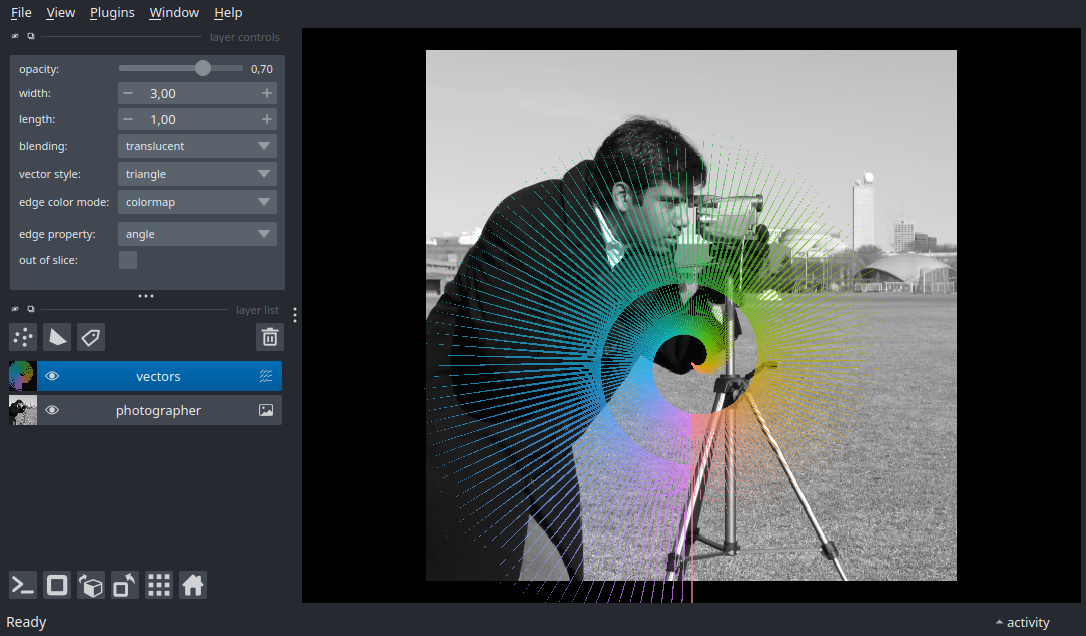 File View Plugins Window Help
layer controls
opacity: 0,70
width: 3,00
length: 1,00
blending: translucent
vector style: triangle
edge color mode: colormap
edge property: angle
out of slice:
layer list
vectors
photographer
Ready
activity